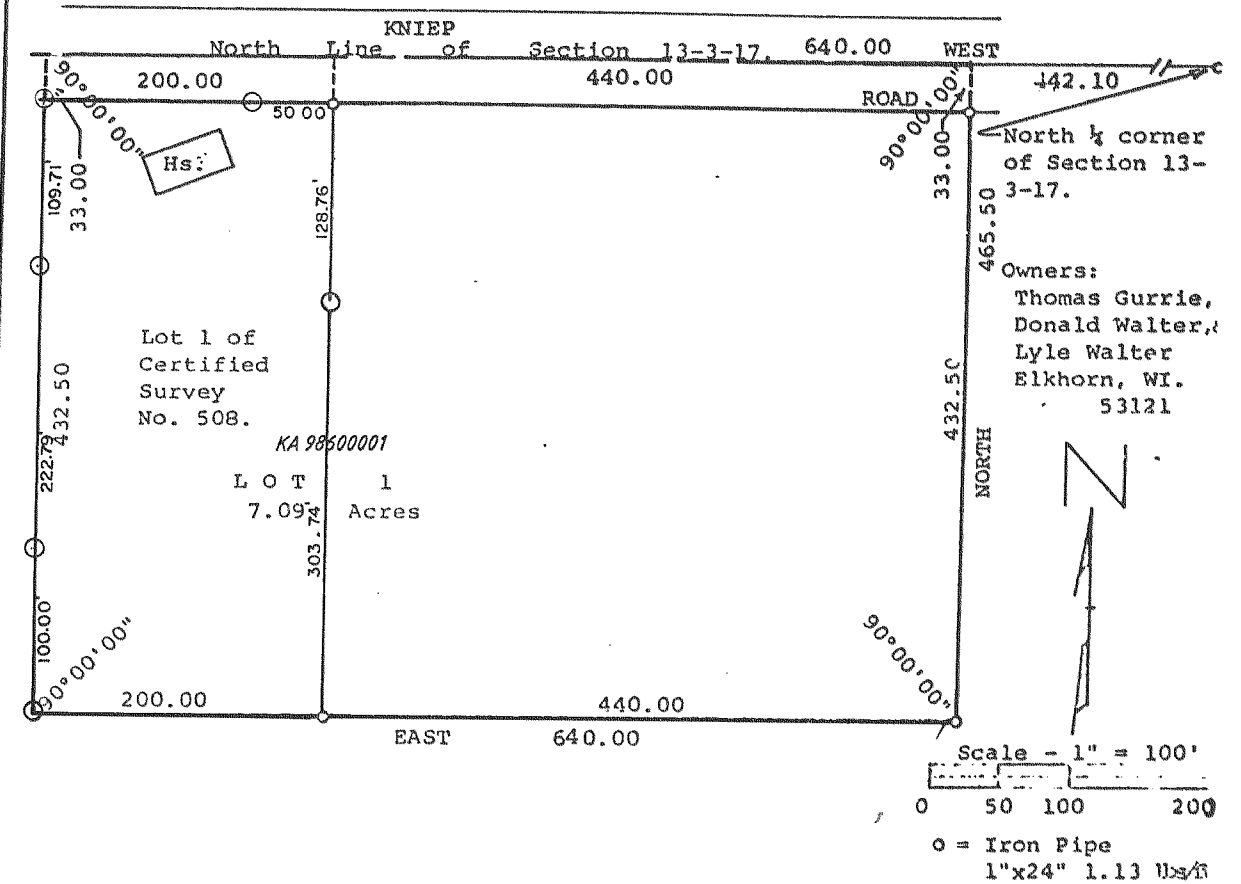 KNIEP
North Line of Section 13-3-17. 640.00 WEST
200.00
440.00
442.10
50 00
ROAD
90°00'00"
90°00'00"
33.00
33.00
Hs.
109.71'
128.76'
North ¼ corner
of Section 13-
3-17.
465.50
Owners:
Thomas Gurrie,
Donald Walter,&
Lyle Walter
Elkhorn, WI.
53121
Lot 1 of
Certified
Survey
No. 508.
432.50
432.50
222.79'
KA 98600001
NORTH
LOT 1
7.09 Acres
303.74'
N
100.00'
90°00'00"
90°00'00"
200.00
440.00
EAST 640.00
Scale - 1" = 100'
0 50 100 200
o = Iron Pipe
1"x24" 1.13